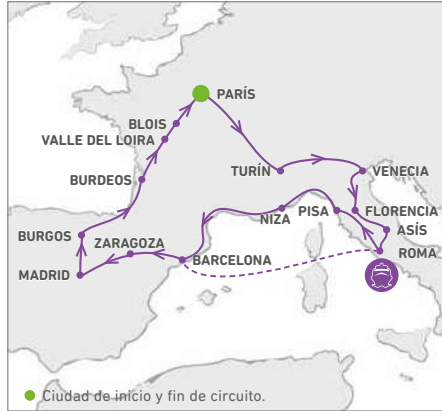 PARÍS
BLOIS
VALLE DEL LOIRA
TURÍN
VENECIA
BURDEOS
NIZA
PISA
FLORENCIA
ASÍS
BURGOS
ZARAGOZA
ROMA
MADRID
BARCELONA
Ciudad de inicio y fin de circuito.